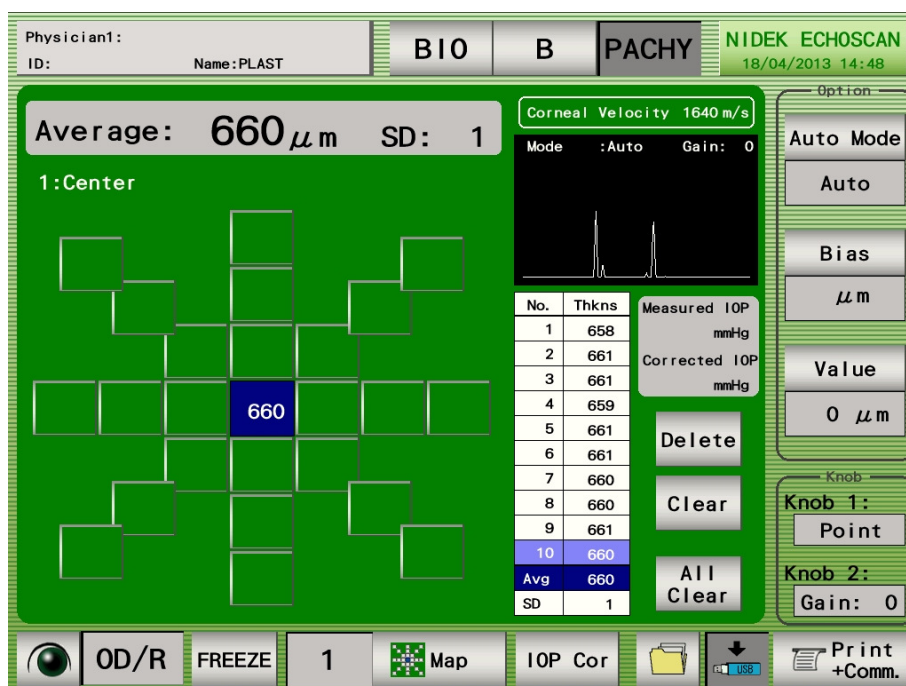 Physician1:
ID: Name:PLAST
BIO
B
PACHY
NIDEK ECHOSCAN
18/04/2013 14:48
Average: 660 μm SD: 1
1:Center
660
Corneal Velocity 1640 m/s
Mode :Auto Gain: 0
No. Thkns
1 658
2 661
3 661
4 659
5 661
6 661
7 660
8 660
9 661
10 660
Avg 660
SD 1
Measured IOP
mmHg
Corrected IOP
mmHg
Delete
Clear
All
Clear
Option
Auto Mode
Auto
Bias
μm
Value
0 μm
Knob
Knob 1:
Point
Knob 2:
Gain: 0
OD/R
FREEZE
1
Map
IOP Cor
USB
Print
+Comm.